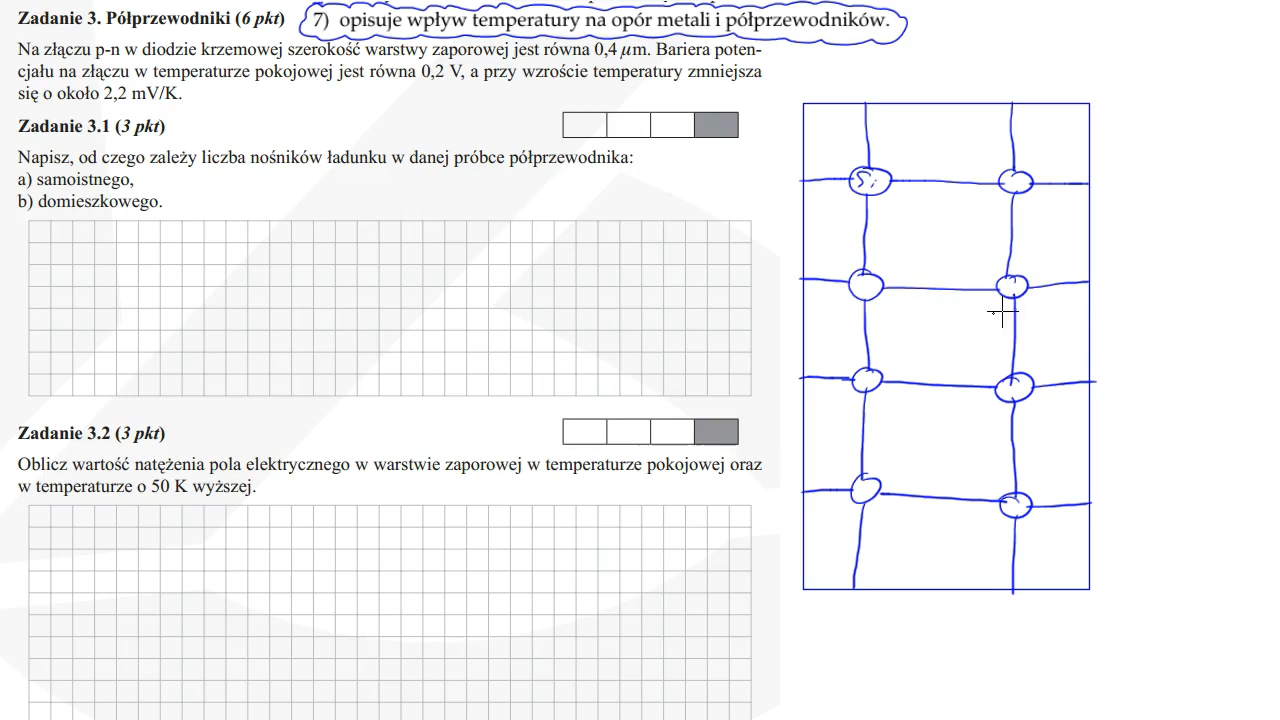 Zadanie 3. Półprzewodniki (6 pkt) 7) opisuje wpływ temperatury na opór metali i półprzewodników.
Na złączu p-n w diodzie krzemowej szerokość warstwy zaporowej jest równa 0,4 μm. Bariera poten-
cjału na złączu w temperaturze pokojowej jest równa 0,2 V, a przy wzroście temperatury zmniejsza
się o około 2,2 mV/K.
Zadanie 3.1 (3 pkt)
Napisz, od czego zależy liczba nośników ładunku w danej próbce półprzewodnika:
a) samoistnego,
b) domieszkowego.
Si
Zadanie 3.2 (3 pkt)
Oblicz wartość natężenia pola elektrycznego w warstwie zaporowej w temperaturze pokojowej oraz
w temperaturze o 50 K wyższej.